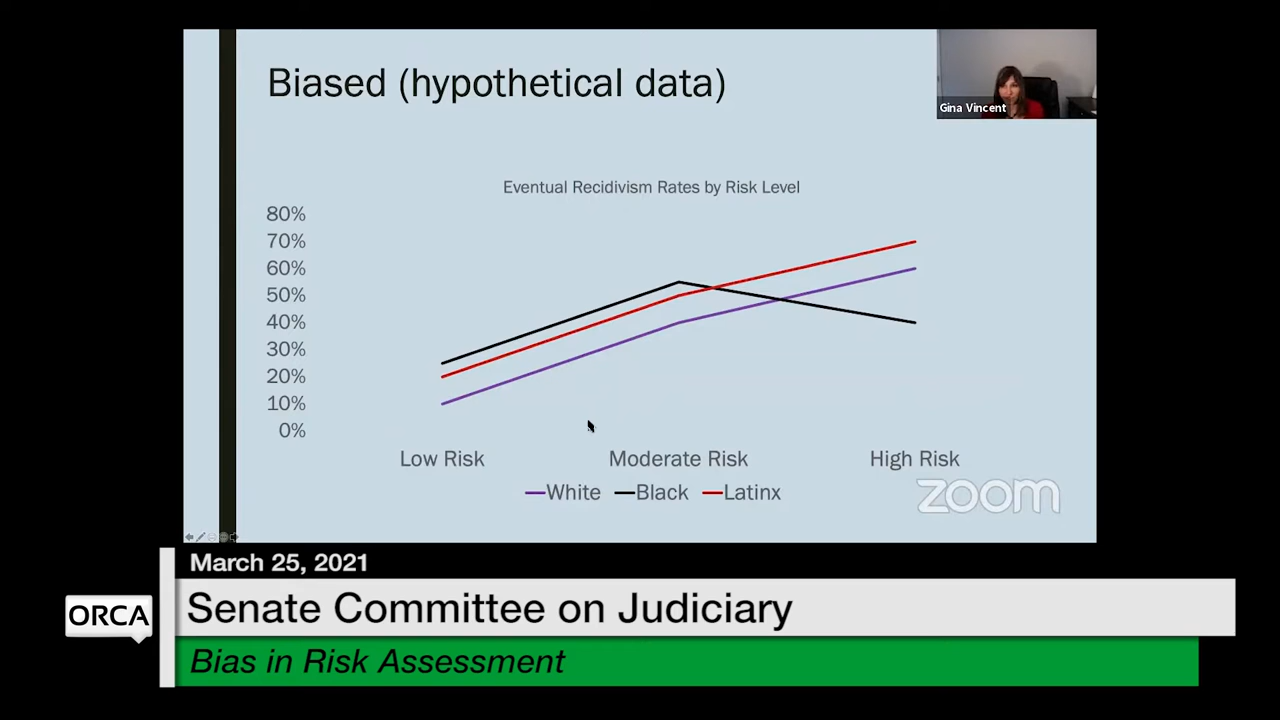 Biased (hypothetical data)
Gina Vincent
Eventual Recidivism Rates by Risk Level
80%
70%
60%
50%
40%
30%
20%
10%
0%
Low Risk Moderate Risk High Risk
White Black Latinx
zoom
March 25, 2021
ORCA
Senate Committee on Judiciary
Bias in Risk Assessment